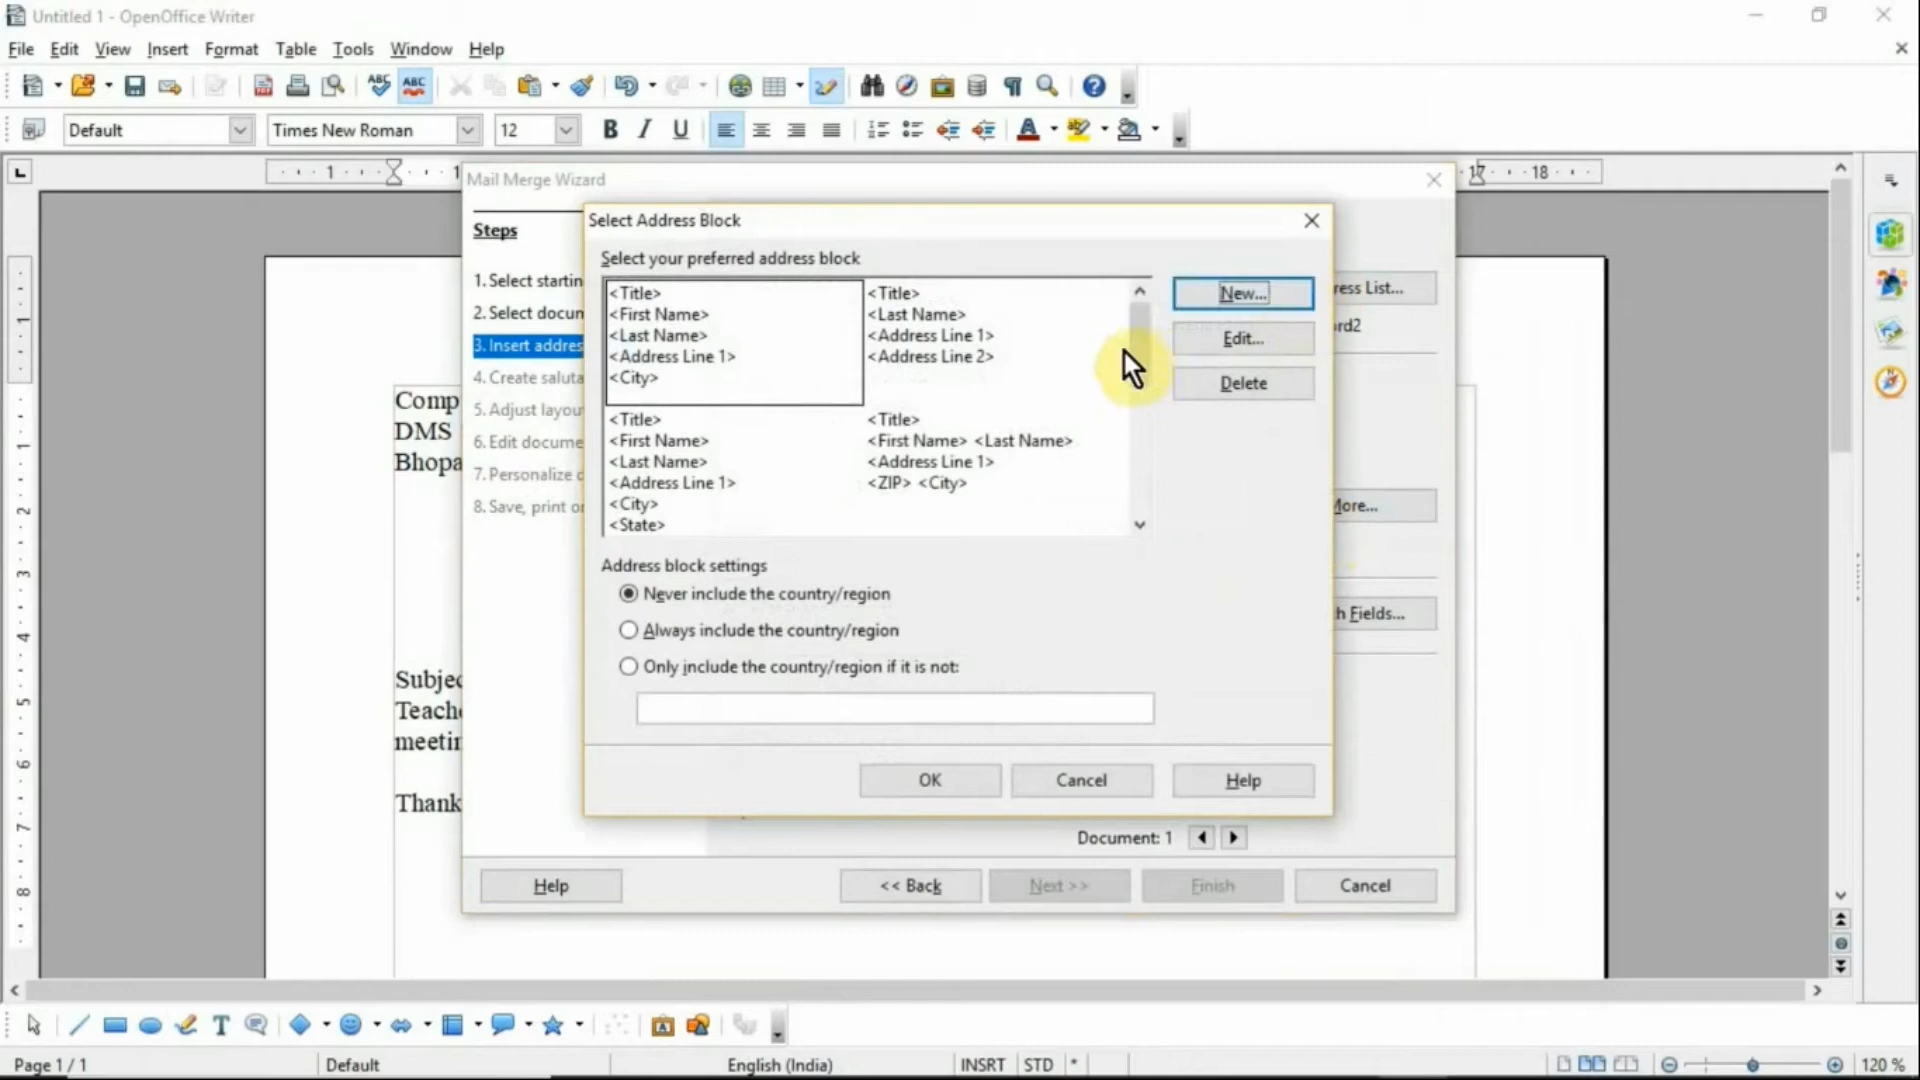 Untitled 1 - OpenOffice Writer
File Edit View Insert Format Table Tools Window Help
Default Times New Roman 12
Mail Merge Wizard
Steps
1. Select startin
2. Select docun
3. Insert addres
4. Create saluta
5. Adjust layou
6. Edit docume
7. Personalize
8. Save, print or
Select Address Block
Select your preferred address block
<Title>
<First Name>
<Last Name>
<Address Line 1>
<City>
<Title>
<Last Name>
<Address Line 1>
<Address Line 2>
<Title>
<First Name>
<Last Name>
<Address Line 1>
<City>
<State>
<Title>
<First Name> <Last Name>
<Address Line 1>
<ZIP> <City>
New...
Edit...
Delete
Address block settings
Never include the country/region
Always include the country/region
Only include the country/region if it is not:
OK Cancel Help
ress List...
rd2
More...
h Fields...
Document: 1
Help << Back Next >> Finish Cancel
Comp
DMS
Bhopa
Subjec
Teache
meetin
Thank
Page 1 / 1 Default English (India) INSRT STD * 120 %